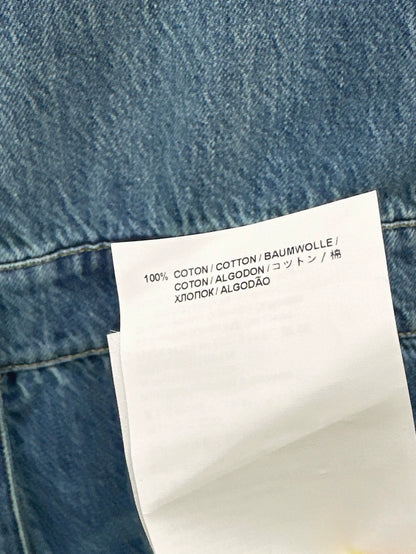 100% COTON / COTTON / BAUMWOLLE /
COTON / ALGODON / コットン / 棉
ХЛОПОК / ALGODÃO